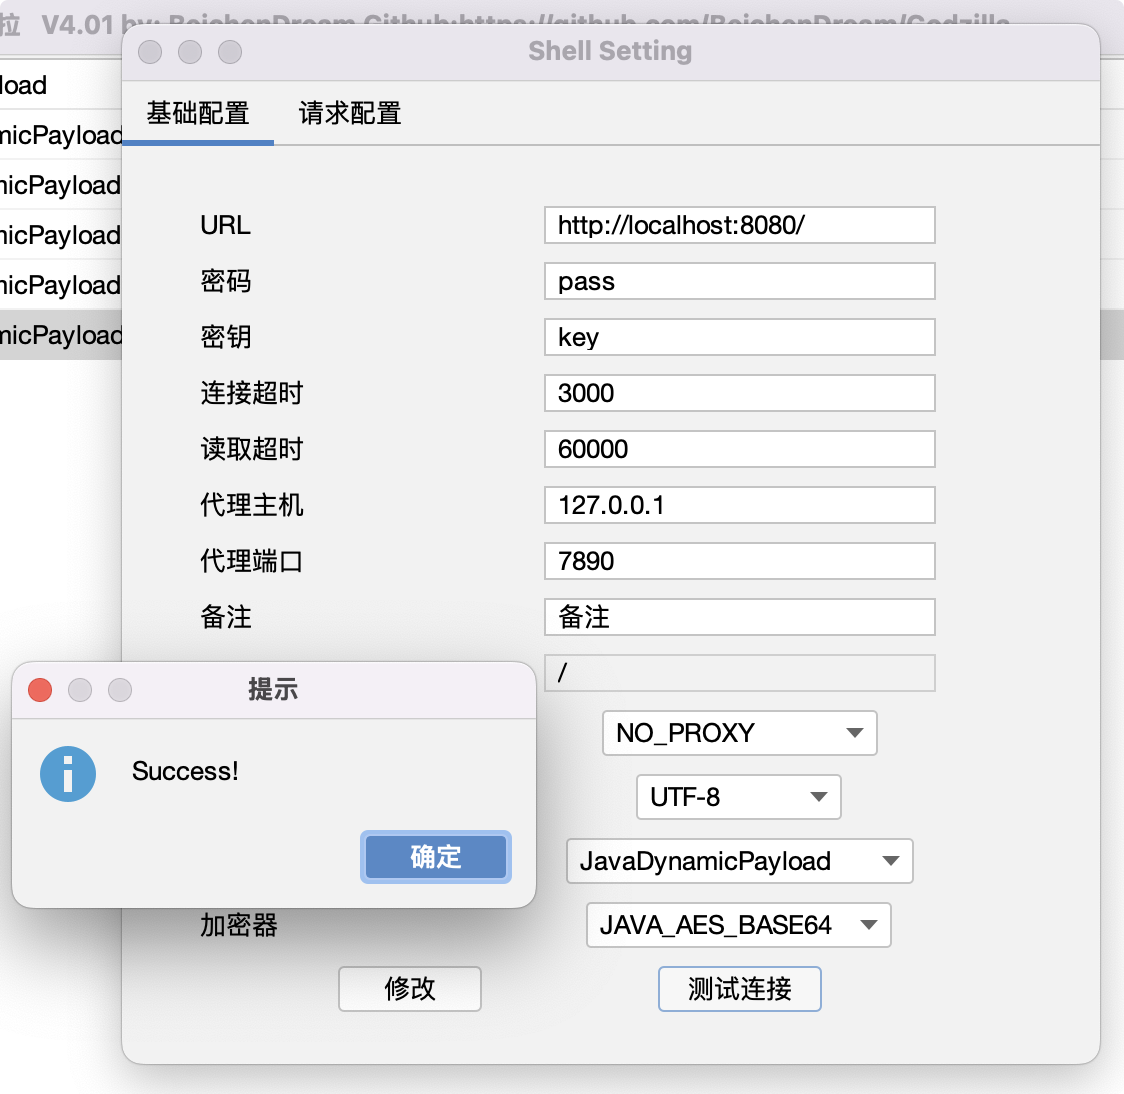 拉 V4.01 by: BeichenDream Github:https://github.com/BeichenDream/Godzilla
Shell Setting
load
基础配置 请求配置
micPayload
nicPayload
nicPayload
nicPayload
micPayload
URL http://localhost:8080/
密码 pass
密钥 key
连接超时 3000
读取超时 60000
代理主机 127.0.0.1
代理端口 7890
备注 备注
/
提示
NO_PROXY
Success!
UTF-8
确定
JavaDynamicPayload
加密器 JAVA_AES_BASE64
修改 测试连接